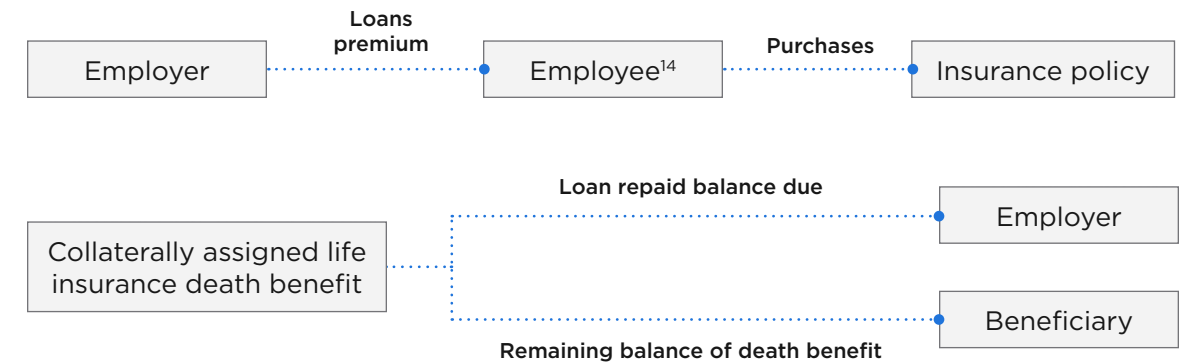 Loans
premium
Purchases
Employer
Employee¹⁴
Insurance policy
Loan repaid balance due
Employer
Collaterally assigned life
insurance death benefit
Beneficiary
Remaining balance of death benefit